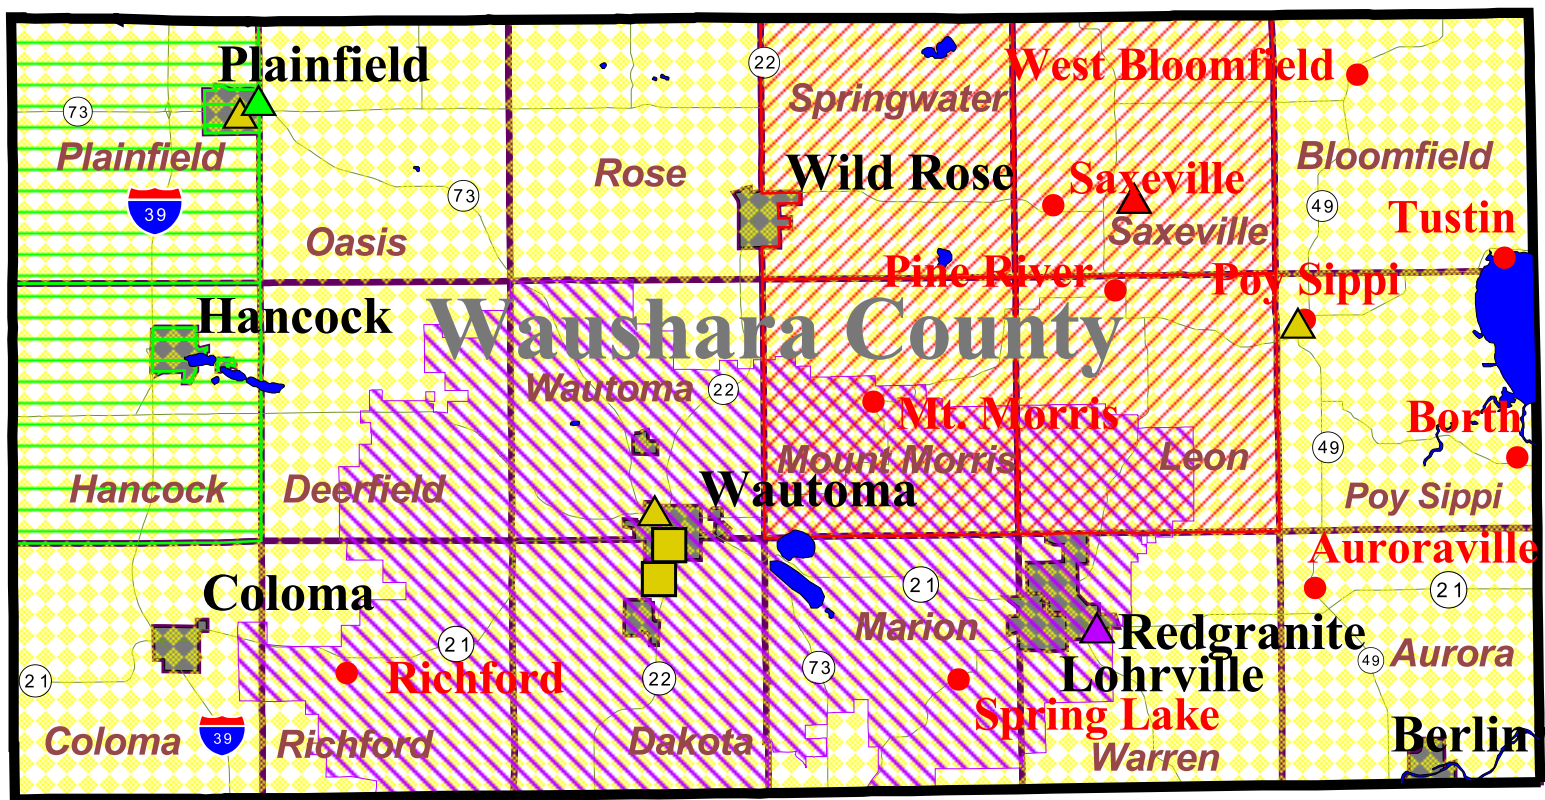 Plainfield
22
West Bloomfield
Springwater
73
Plainfield
Rose
Wild Rose
Bloomfield
Saxeville
73
39
49
Tustin
Oasis
Saxeville
Pine River
Poy Sippi
Hancock
Waushara County
Wautoma
22
Mt. Morris
Borth
49
Mount Morris
Leon
Hancock
Deerfield
Wautoma
Poy Sippi
Auroraville
Coloma
21
21
Marion
Redgranite
21
Aurora
49
73
Lohrville
21
Richford
22
Spring Lake
39
Coloma
Richford
Dakota
Warren
Berlin